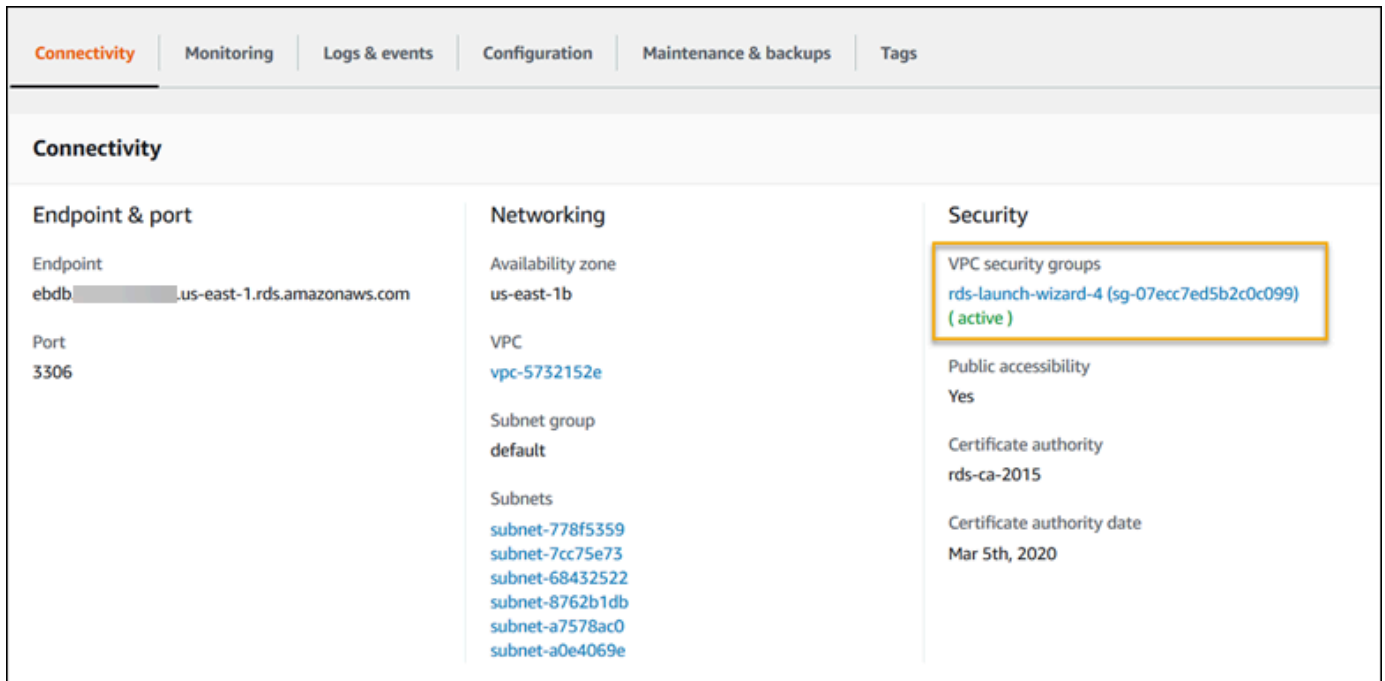 Connectivity
Monitoring
Logs & events
Configuration
Maintenance & backups
Tags
Connectivity
Endpoint & port
Endpoint
ebdb. .us-east-1.rds.amazonaws.com
Port
3306
Networking
Availability zone
us-east-1b
VPC
vpc-5732152e
Subnet group
default
Subnets
subnet-778f5359
subnet-7cc75e73
subnet-68432522
subnet-8762b1db
subnet-a7578ac0
subnet-a0e4069e
Security
VPC security groups
rds-launch-wizard-4 (sg-07ecc7ed5b2c0c099)
( active )
Public accessibility
Yes
Certificate authority
rds-ca-2015
Certificate authority date
Mar 5th, 2020